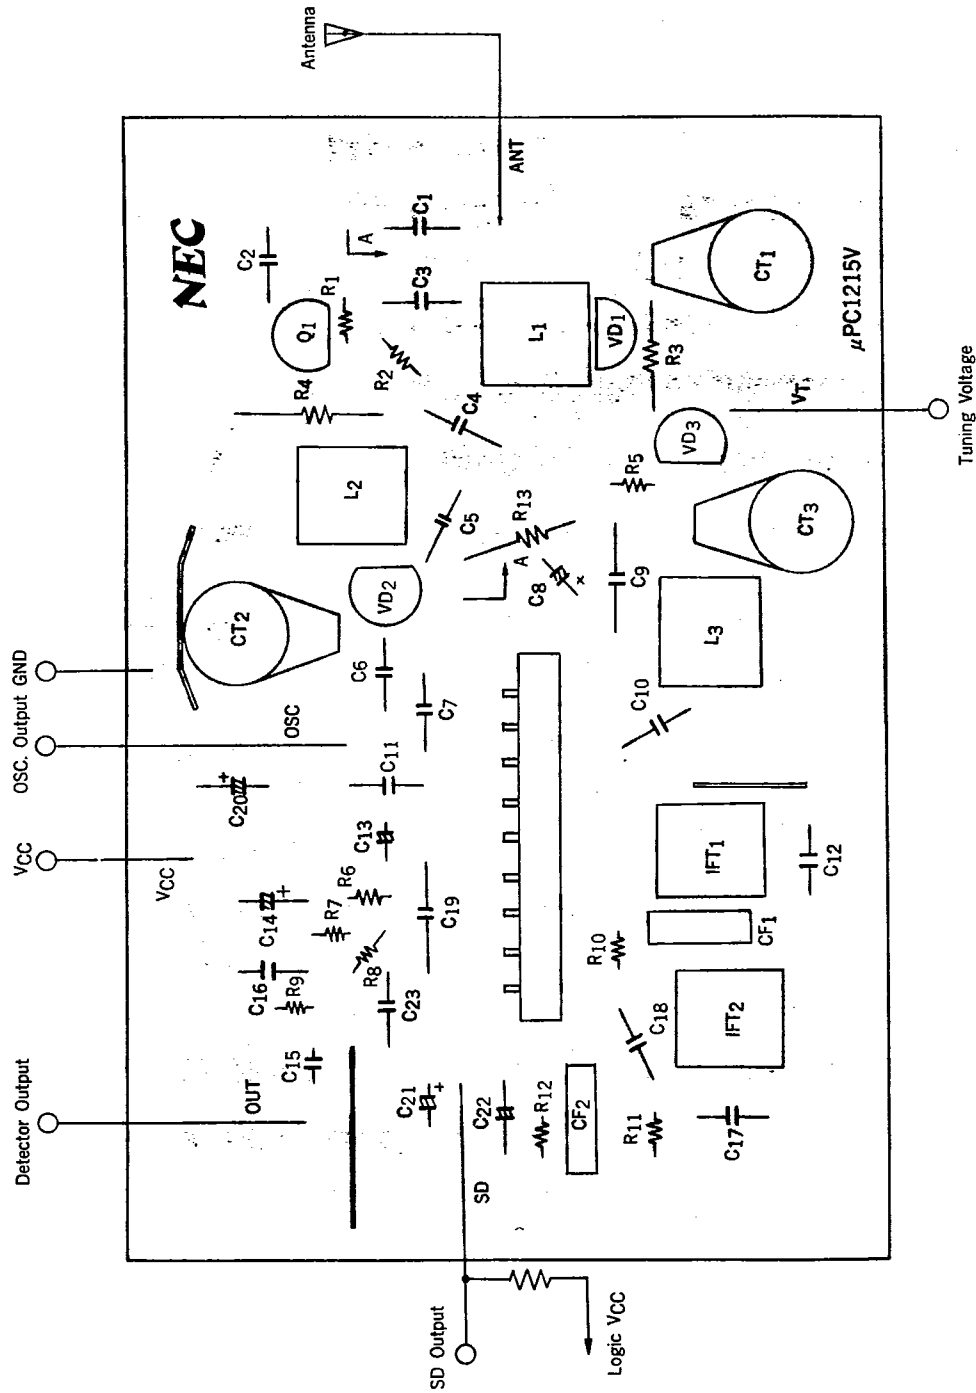 Detector Output
VCC
OSC. Output GND
Antenna
NEC
OUT
VCC
OSC
C15
C16
R9
C14
+
C20
+
CT2
L2
R4
Q1
C2
R1
A
R7
R6
R8
C23
C13
C11
C6
VD2
R2
C3
C1
C21
+
C19
C7
C5
C4
SD
C22
A
R13
L1
ANT
R12
C8
VD1
CF2
R10
C9
R5
R3
R11
C18
C10
VD3
C17
IFT2
CF1
IFT1
L3
CT3
VT
CT1
C12
μPC1215V
SD Output
Logic VCC
Tuning Voltage